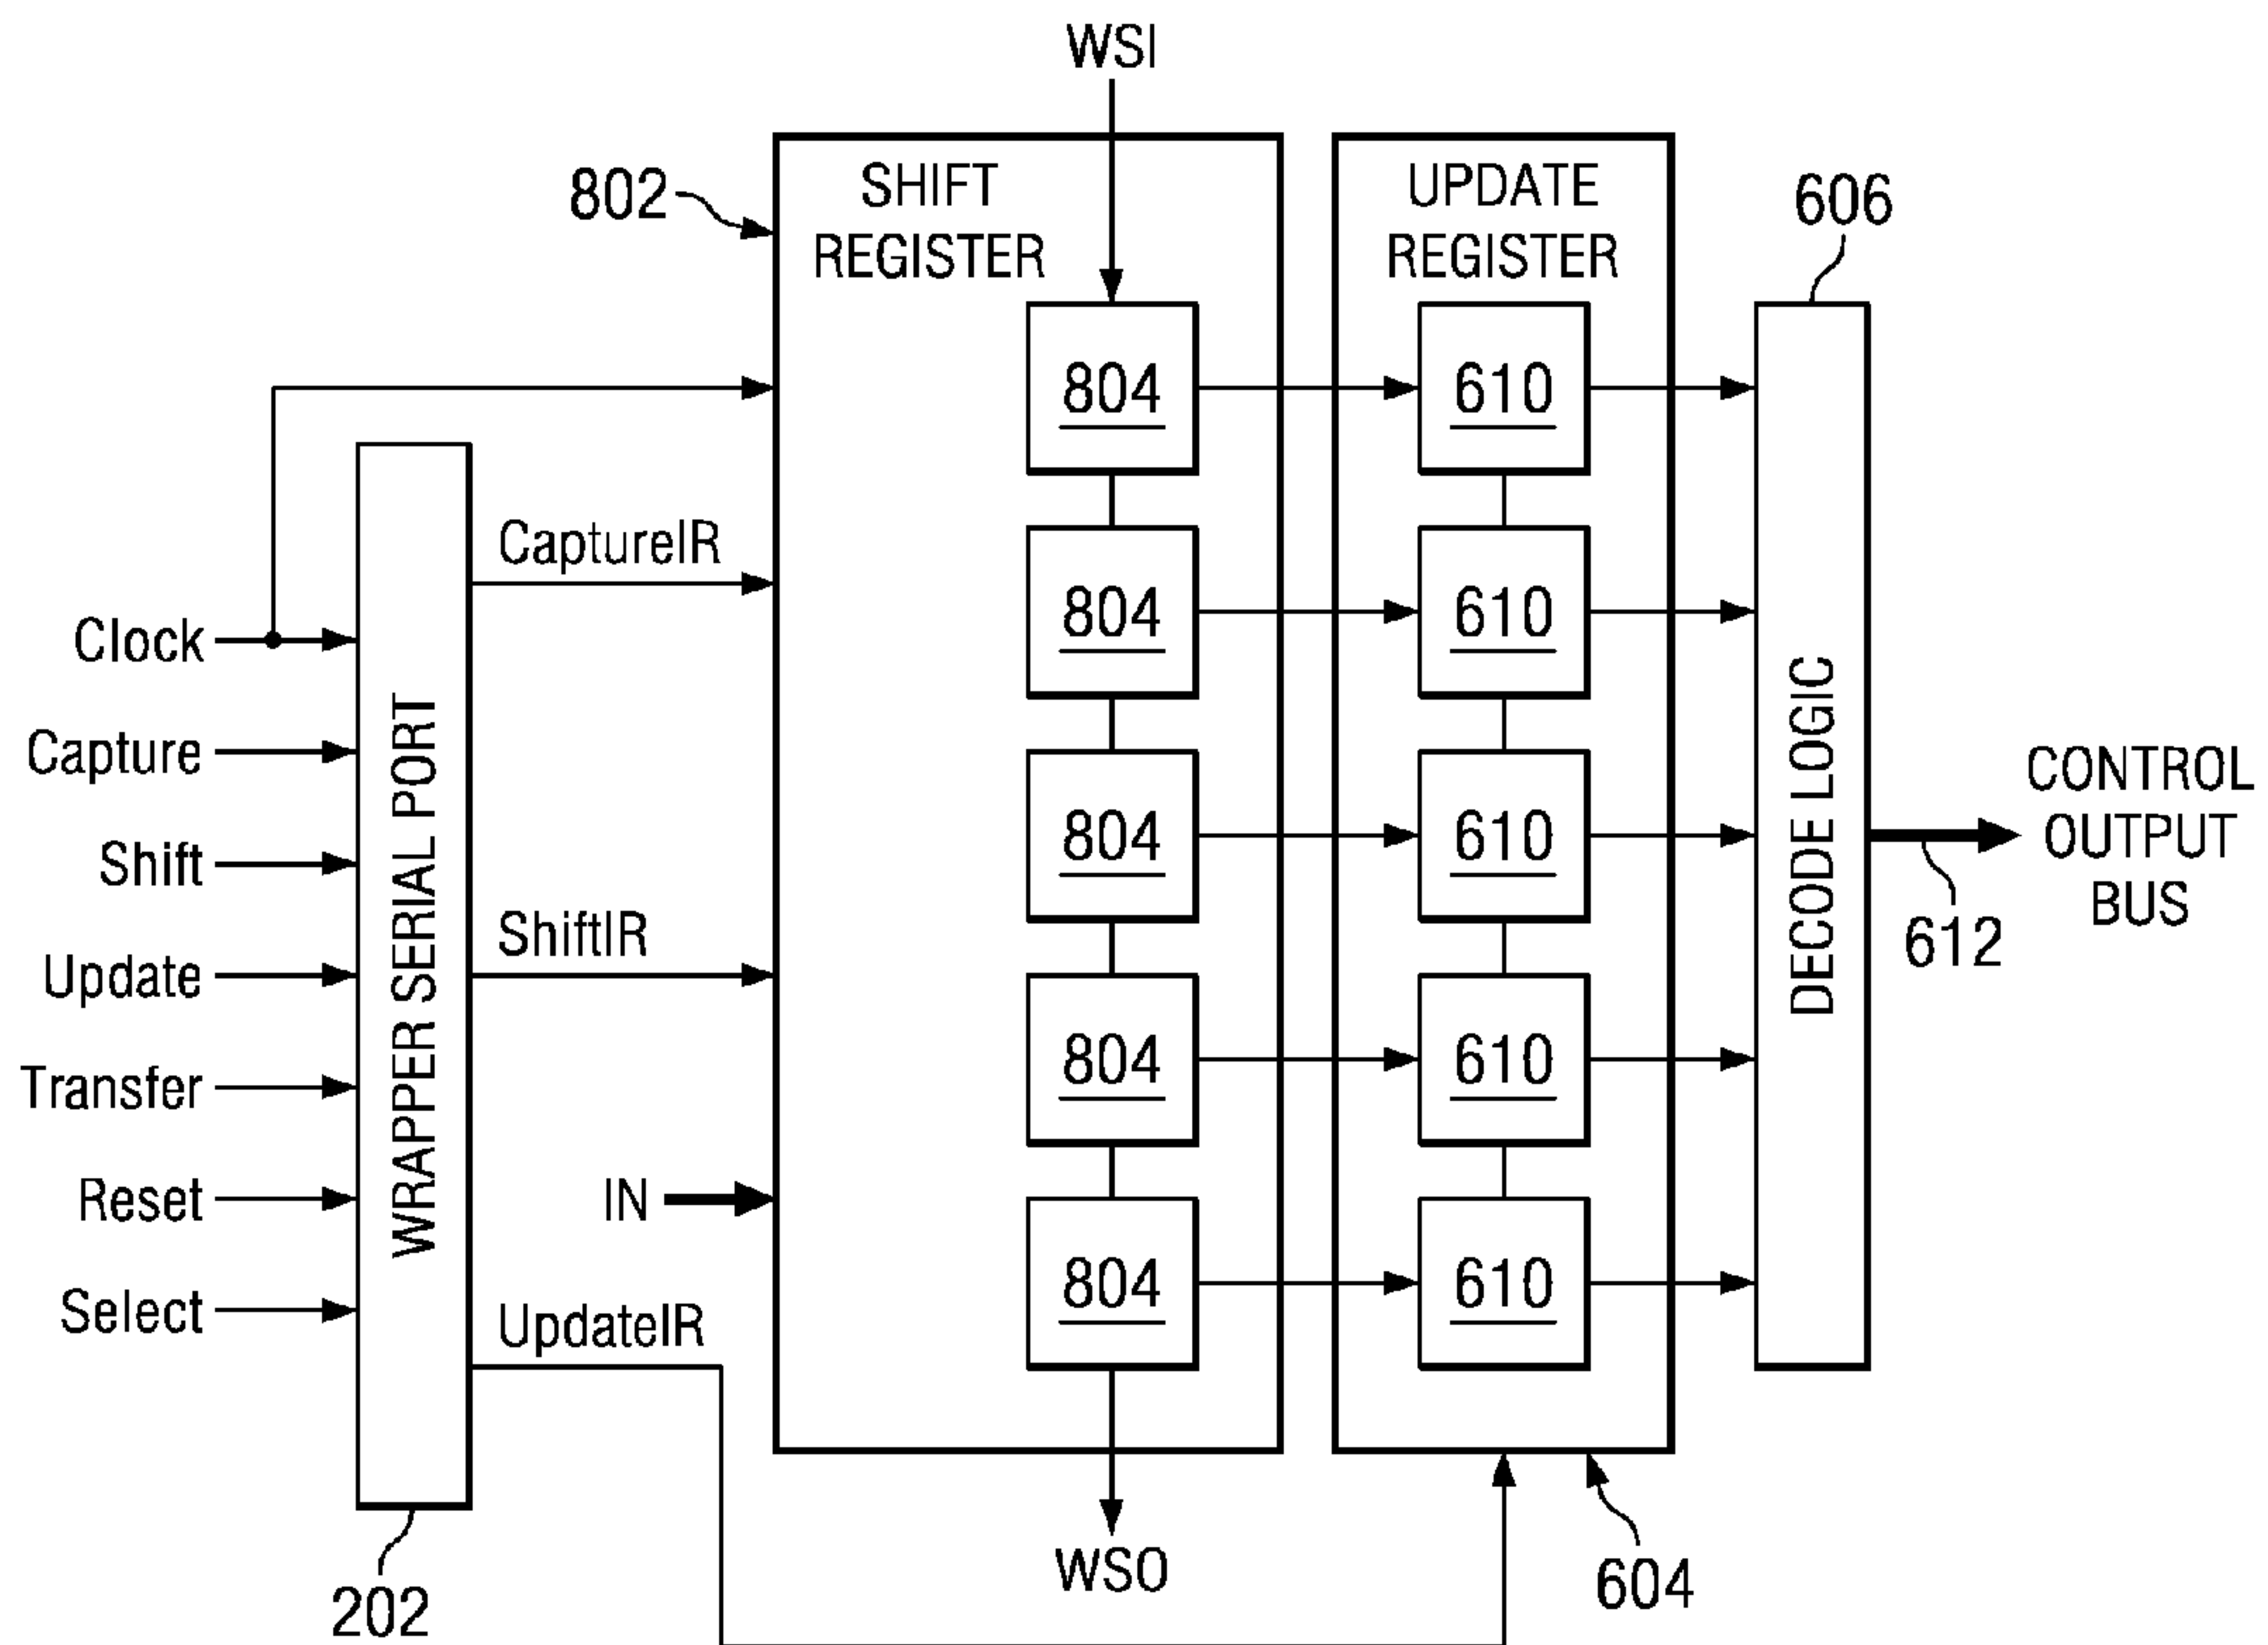 WSI
802
SHIFT
REGISTER
UPDATE
REGISTER
606
804
610
CaptureIR
804
610
Clock
Capture
Shift
Update
Transfer
Reset
Select
WRAPPER SERIAL PORT
804
610
DECODE LOGIC
CONTROL
OUTPUT
BUS
612
ShiftIR
804
610
IN
804
610
UpdateIR
WSO
202
604